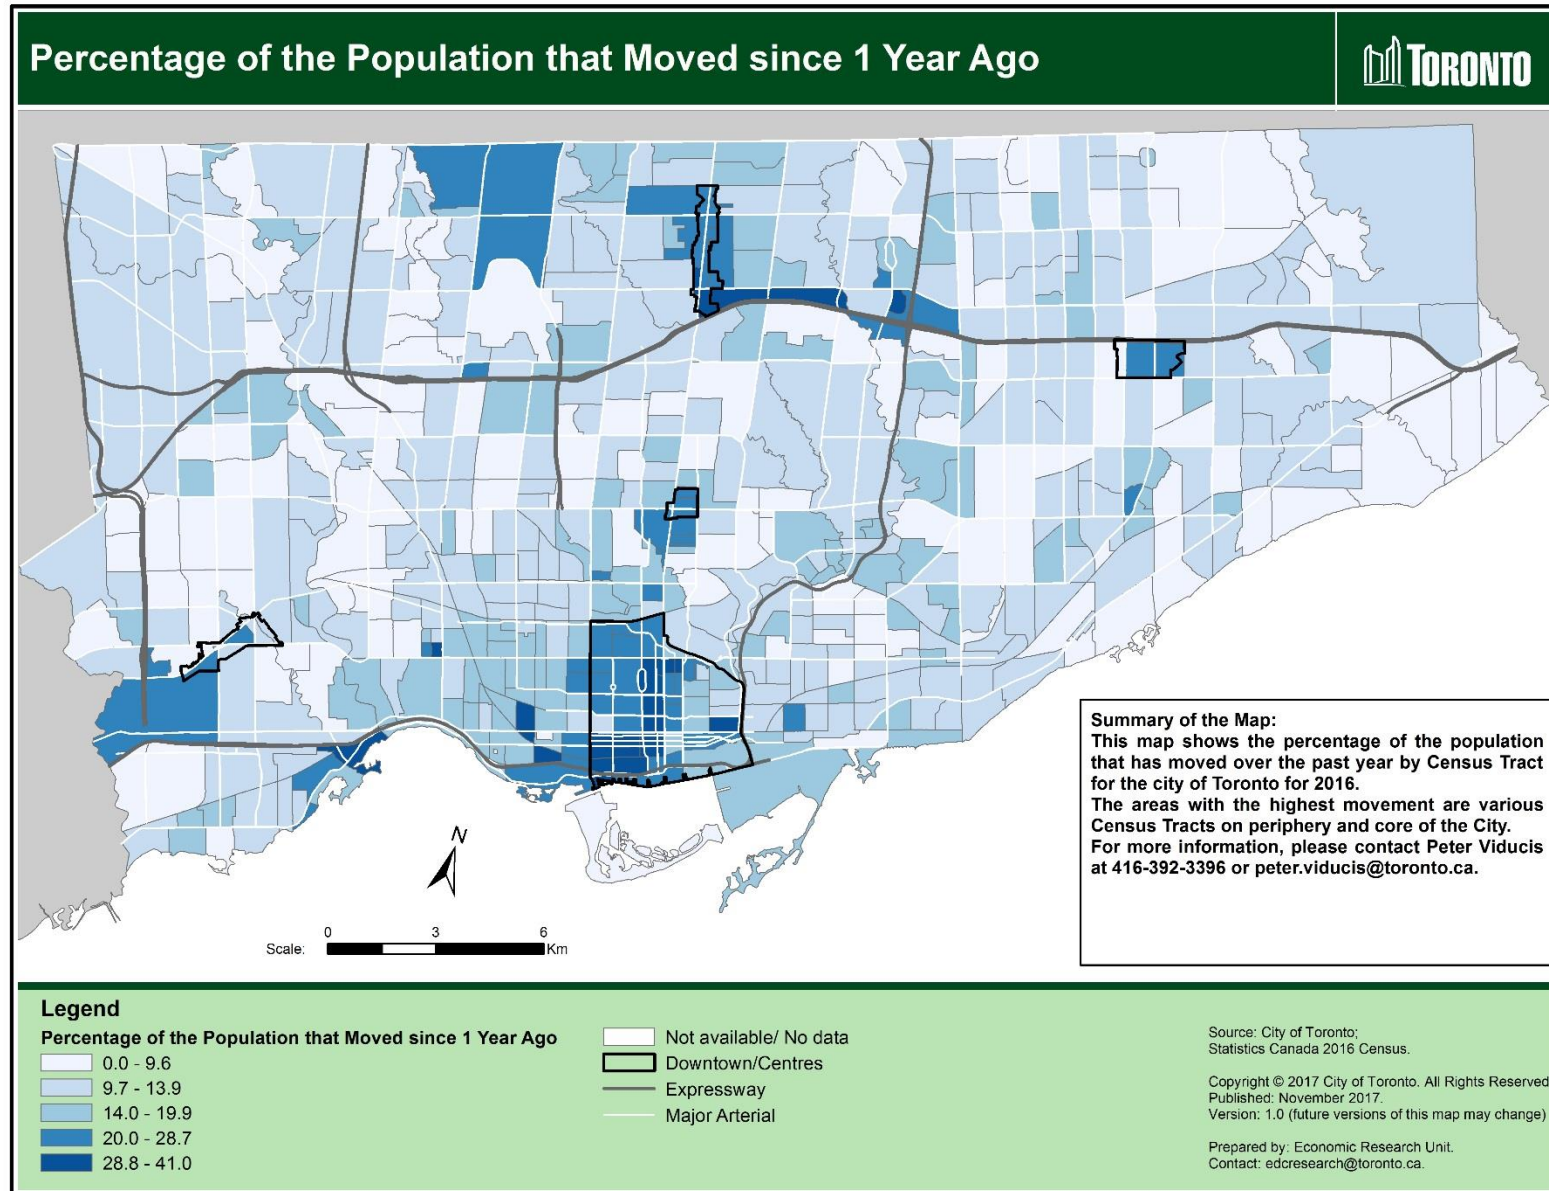 Percentage of the Population that Moved since 1 Year Ago
TORONTO
Summary of the Map:
This map shows the percentage of the population
that has moved over the past year by Census Tract
for the city of Toronto for 2016.
The areas with the highest movement are various
Census Tracts on periphery and core of the City.
For more information, please contact Peter Viducis
at 416-392-3396 or peter.viducis@toronto.ca.
N
0 3 6
Scale: Km
Legend
Percentage of the Population that Moved since 1 Year Ago
0.0 - 9.6
9.7 - 13.9
14.0 - 19.9
20.0 - 28.7
28.8 - 41.0
Not available/ No data
Downtown/Centres
Expressway
Major Arterial
Source: City of Toronto;
Statistics Canada 2016 Census.
Copyright © 2017 City of Toronto. All Rights Reserved
Published: November 2017.
Version: 1.0 (future versions of this map may change)
Prepared by: Economic Research Unit.
Contact: edcresearch@toronto.ca.